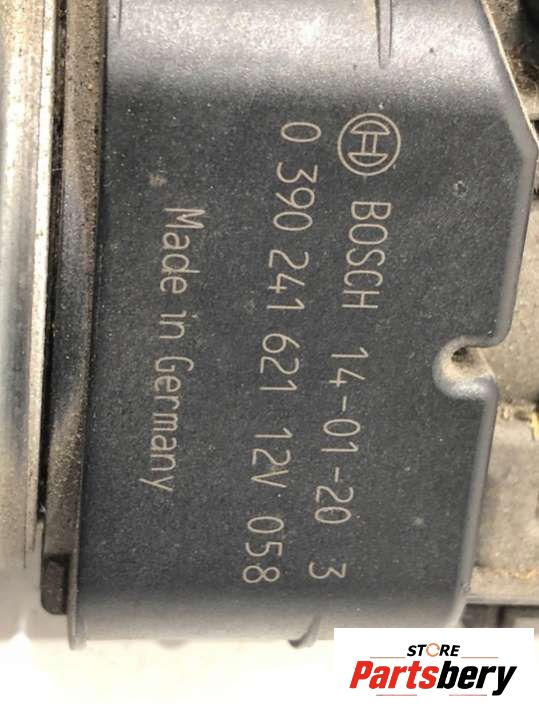 BOSCH 14-01-20 3
0 390 241 621 12V 058
Made in Germany
STORE
Partsbery